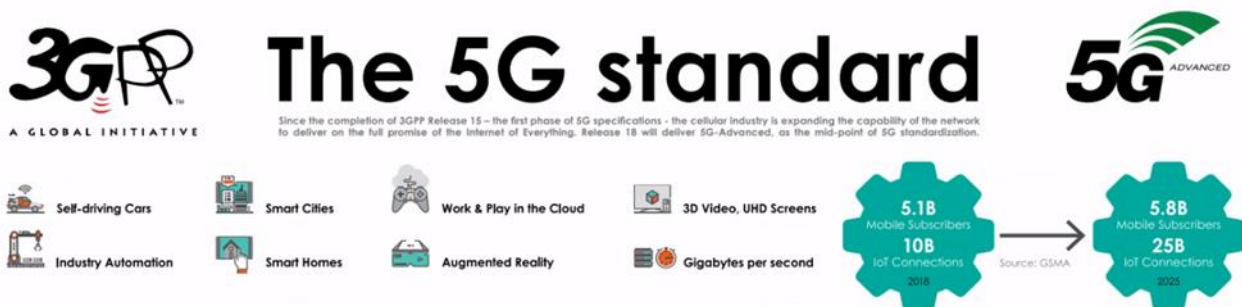 3GPP
TM
A GLOBAL INITIATIVE
The 5G standard
Since the completion of 3GPP Release 15 – the first phase of 5G specifications - the cellular industry is expanding the capability of the network
to deliver on the full promise of the Internet of Everything. Release 18 will deliver 5G-Advanced, as the mid-point of 5G standardization.
5G ADVANCED
Self-driving Cars
Smart Cities
Work & Play in the Cloud
3D Video, UHD Screens
Industry Automation
Smart Homes
Augmented Reality
Gigabytes per second
5.1B
Mobile Subscribers
10B
IoT Connections
2018
Source: GSMA
5.8B
Mobile Subscribers
25B
IoT Connections
2025